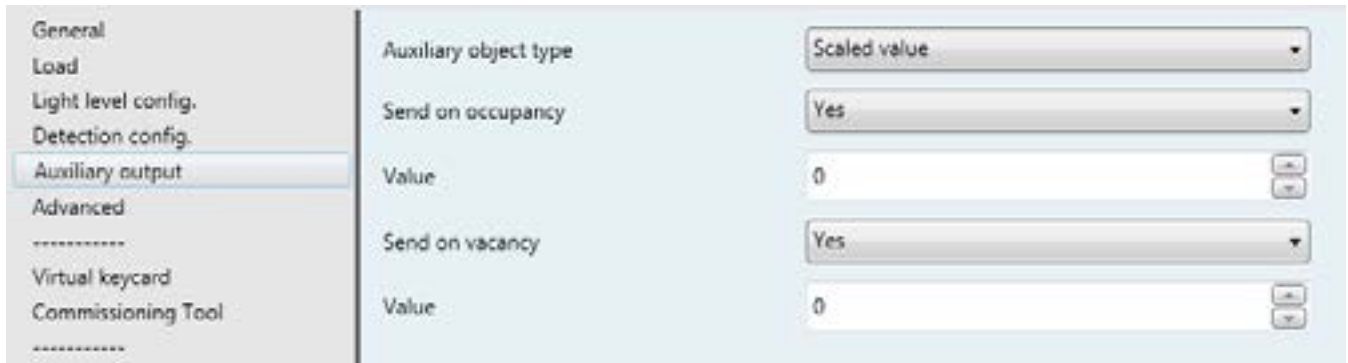 General
Load
Light level config.
Detection config.
Auxiliary output
Advanced
-----------
Virtual keycard
Commissioning Tool
-----------
Auxiliary object type Scaled value
Send on occupancy Yes
Value 0
Send on vacancy Yes
Value 0